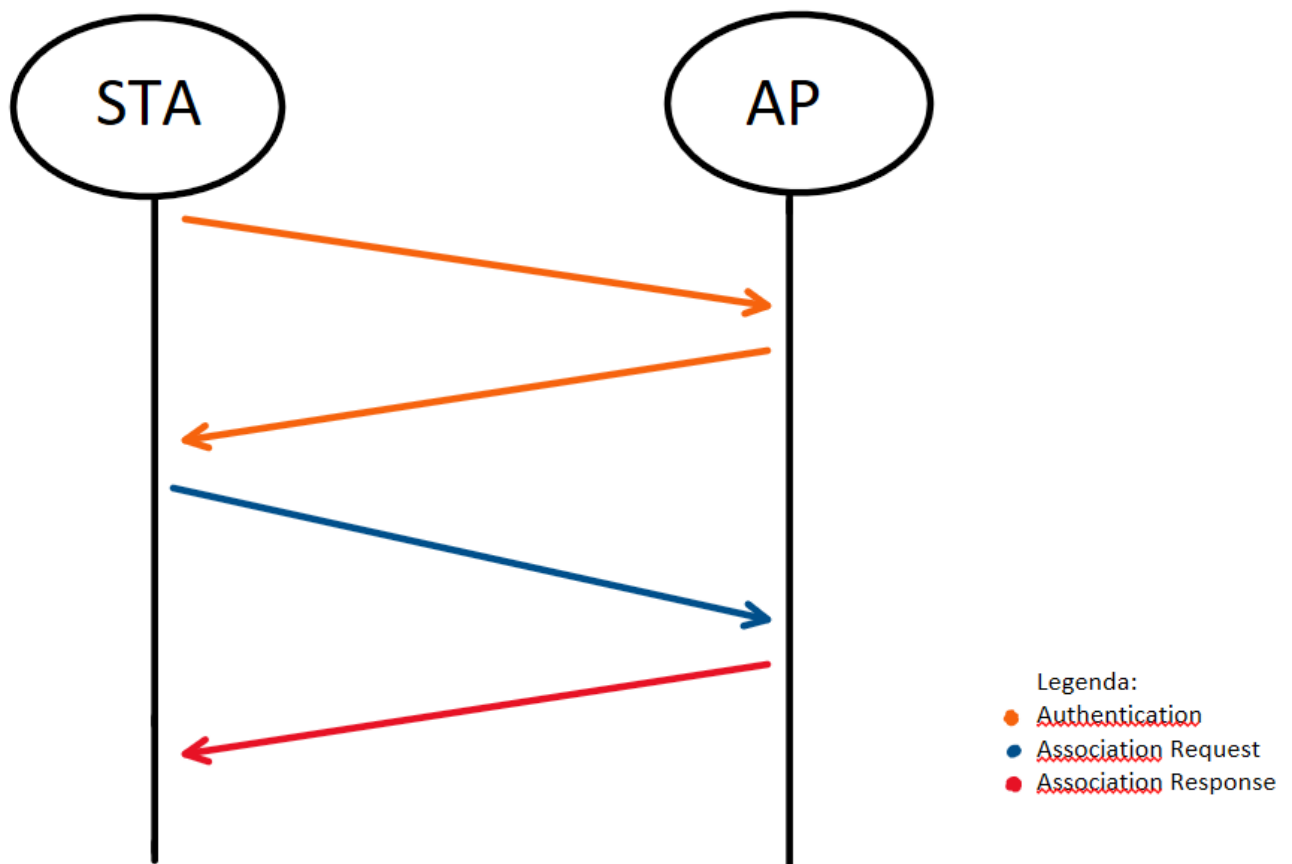 STA
AP
Legenda:
Authentication
Association Request
Association Response